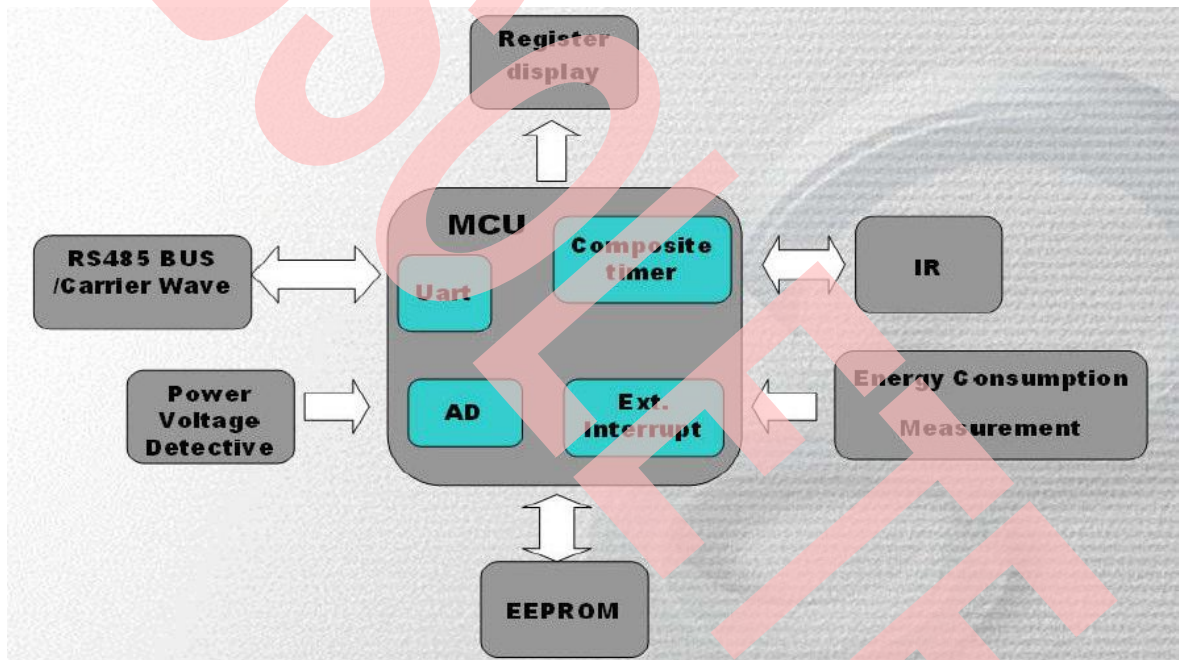 Register
display
MCU
Composite
timer
RS485 BUS
/Carrier Wave
Uart
IR
Power
Voltage
Detective
AD
Ext.
Interrupt
Energy Consumption
Measurement
EEPROM